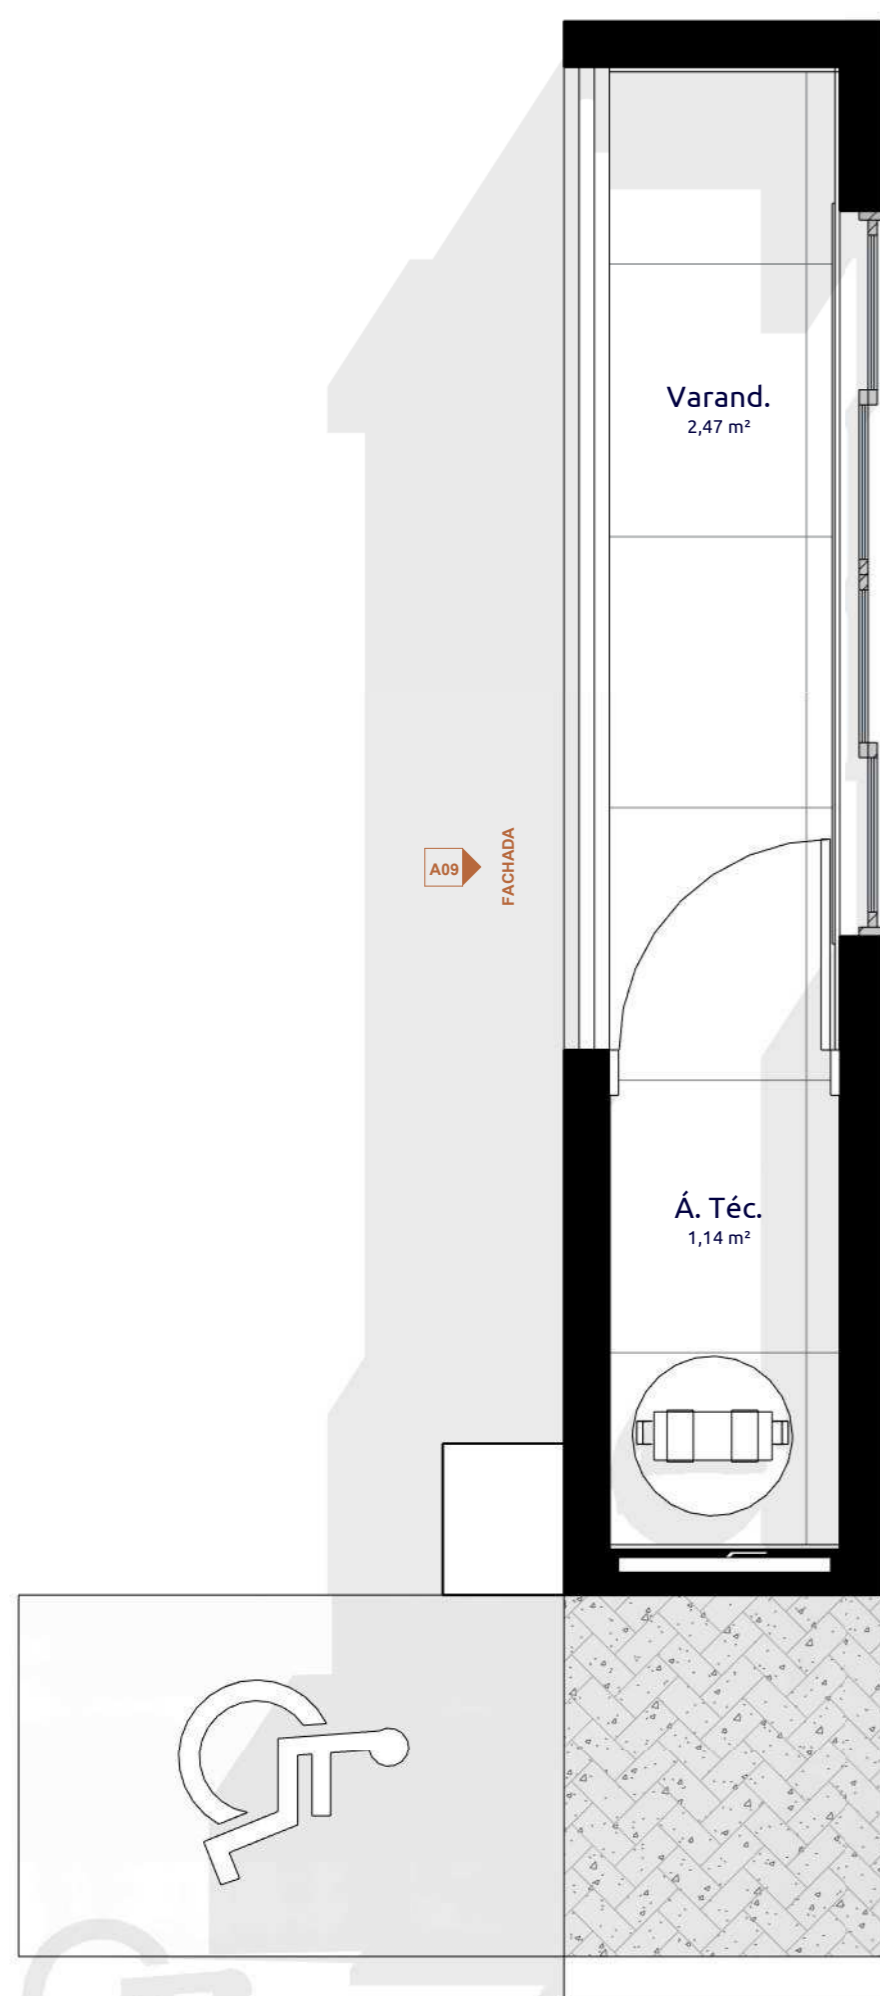 Varand.
2,47 m²
A09
FACHADA
Á. Téc.
1,14 m²